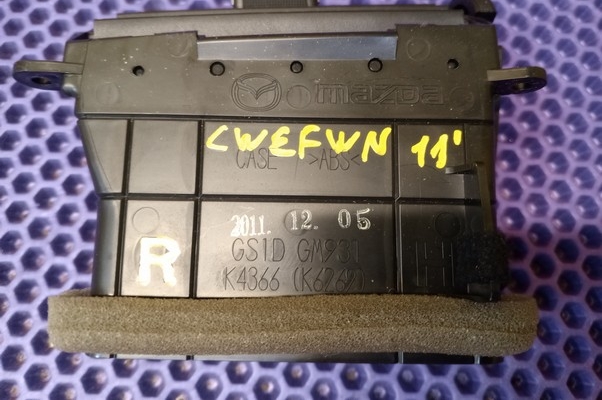 mazda
CWEFWN 11'
CASE >ABS<
2011. 12. 05
R
GS1D GM931
K4366 (K6262)